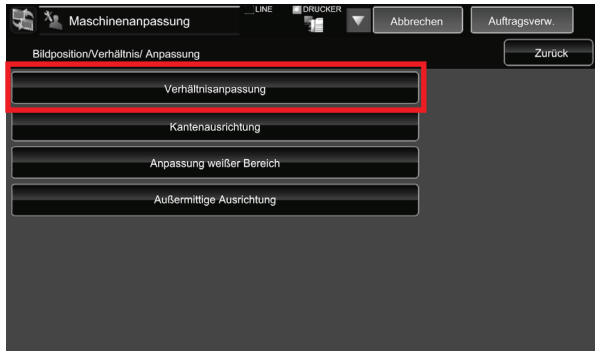 Maschinenanpassung
LINE
DRUCKER
Abbrechen
Auftragsverw.
Bildposition/Verhältnis/ Anpassung
Zurück
Verhältnisanpassung
Kantenausrichtung
Anpassung weißer Bereich
Außermittige Ausrichtung